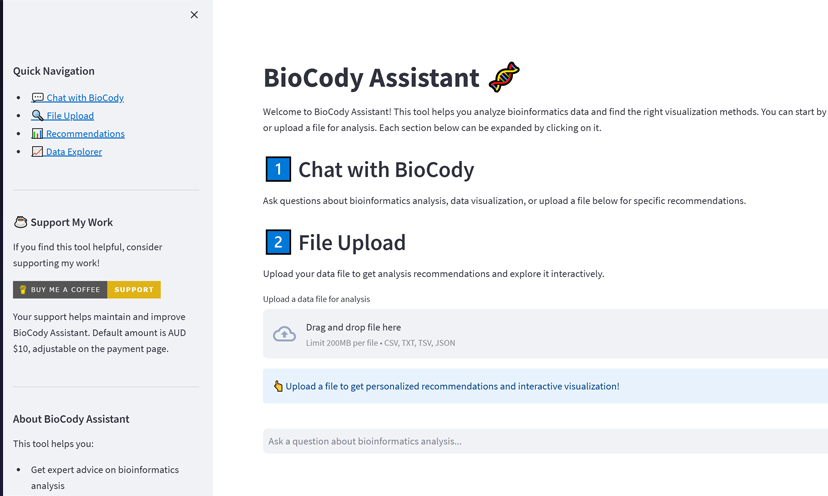 Quick Navigation
Chat with BioCody
File Upload
Recommendations
Data Explorer
Support My Work
If you find this tool helpful, consider
supporting my work!
BUY ME A COFFEE SUPPORT
Your support helps maintain and improve
BioCody Assistant. Default amount is AUD
$10, adjustable on the payment page.
About BioCody Assistant
This tool helps you:
Get expert advice on bioinformatics
analysis
BioCody Assistant
Welcome to BioCody Assistant! This tool helps you analyze bioinformatics data and find the right visualization methods. You can start by
or upload a file for analysis. Each section below can be expanded by clicking on it.
1 Chat with BioCody
Ask questions about bioinformatics analysis, data visualization, or upload a file below for specific recommendations.
2 File Upload
Upload your data file to get analysis recommendations and explore it interactively.
Upload a data file for analysis
Drag and drop file here
Limit 200MB per file • CSV, TXT, TSV, JSON
Upload a file to get personalized recommendations and interactive visualization!
Ask a question about bioinformatics analysis...